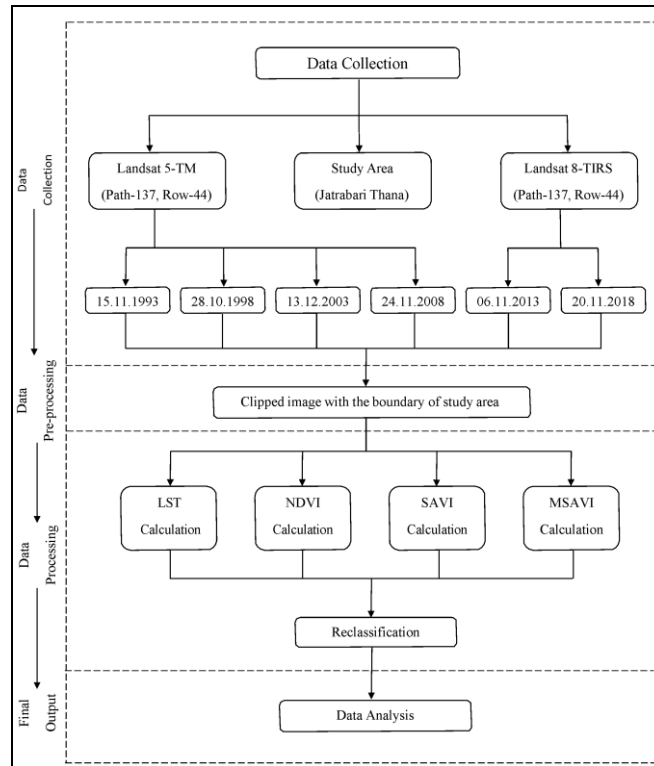 Data Collection
Landsat 5-TM
(Path-137, Row-44)
Study Area
(Jatrabari Thana)
Landsat 8-TIRS
(Path-137, Row-44)
Data
Collection
15.11.1993
28.10.1998
13.12.2003
24.11.2008
06.11.2013
20.11.2018
Data
Pre-processing
Clipped image with the boundary of study area
LST
Calculation
NDVI
Calculation
SAVI
Calculation
MSAVI
Calculation
Data
Processing
Reclassification
Final
Output
Data Analysis